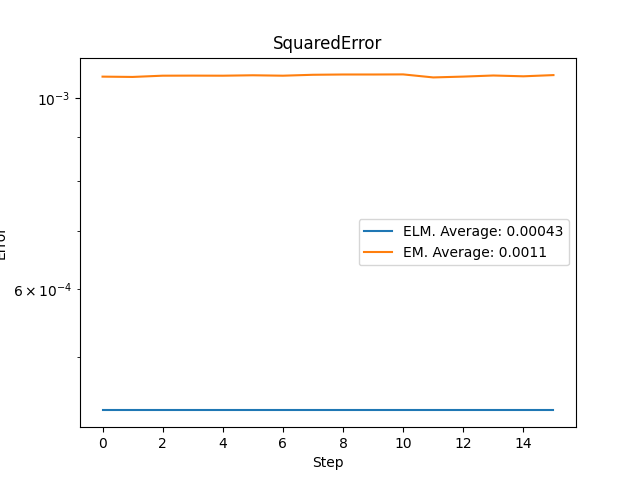 SquaredError
10⁻³
6 × 10⁻⁴
Error
ELM. Average: 0.00043
EM. Average: 0.0011
0 2 4 6 8 10 12 14
Step